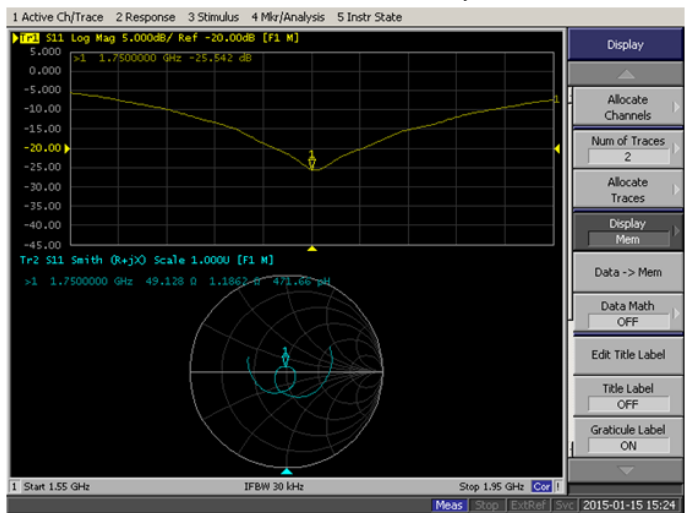 1 Active Ch/Trace 2 Response 3 Stimulus 4 Mkr/Analysis 5 Instr State
Tr1 S11 Log Mag 5.000dB/ Ref -20.00dB [F1 M]
5.000
>1 1.7500000 GHz -25.542 dB
0.000
-5.000
1
-10.00
-15.00
-20.00
1
-25.00
-30.00
-35.00
-40.00
-45.00
Tr2 S11 Smith (R+jX) Scale 1.000U [F1 M]
>1 1.7500000 GHz 49.128 Ω 1.1862 Ω 471.66 pH
1
1 Start 1.55 GHz IFBW 30 kHz Stop 1.95 GHz Cor !
Display
Allocate
Channels
Num of Traces
2
Allocate
Traces
Display
Mem
Data -> Mem
Data Math
OFF
Edit Title Label
Title Label
OFF
Graticule Label
ON
Meas Stop ExtRef Svc 2015-01-15 15:24